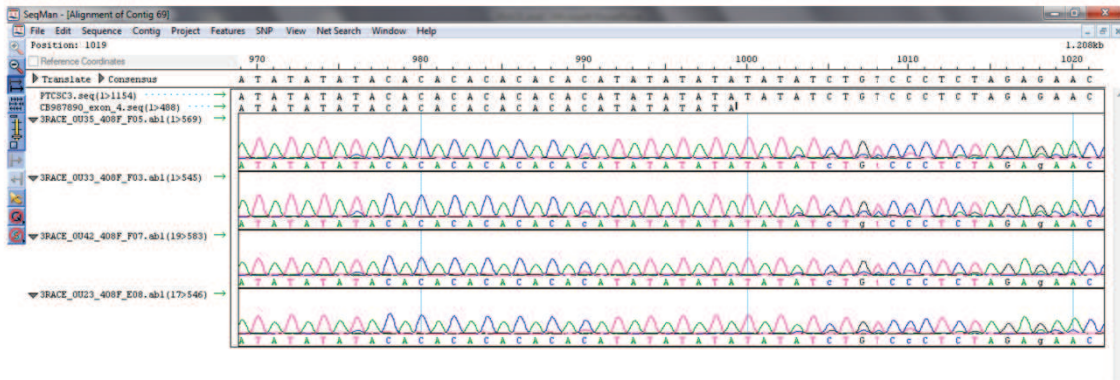 SeqMan - [Alignment of Contig 69]
File Edit Sequence Contig Project Features SNP View Net Search Window Help
Position: 1019 1.208kb
Reference Coordinates 970 980 990 1000 1010 1020
Translate Consensus A T A T A T A T A C A C A C A C A C A C A C A T A T A T A T A T A T A T C T G T C C C T C T A G A G A A C
PTCSC3.seq(1>1154) A T A T A T A T A C A C A C A C A C A C A C A T A T A T A T A T A T A T C T G T C C C T C T A G A G A A C
CB987890_exon_4.seq(1>488) A T A T A T A T A C A C A C A C A C A C A C A T A T A T A T A
3RACE_OU35_408F_F05.ab1(1>569)
A T A T A T A T A C A C A C A C A C A C A C A T A T A T A T A T A T A T c T G t C C C T C T A G A g A A C
3RACE_OU33_408F_F03.ab1(1>545)
A T A T A T A T A C A C A C A C A C A C A c A T A T A T A T A T A T A T c T G t C C C T C T A G A g A A C
3RACE_OU42_408F_F07.ab1(19>583)
A T A T A T A T A C A C A C A C A C A C A C A T A T A T A T A T A T A T c T G t C C C T C T A G A g A A C
3RACE_OU23_408F_E08.ab1(17>546)
A T A T A T A T A C A C A C A C A C A C A C A T A T A T A T A T A T A T C T G T C c C T C T A G A g A A C